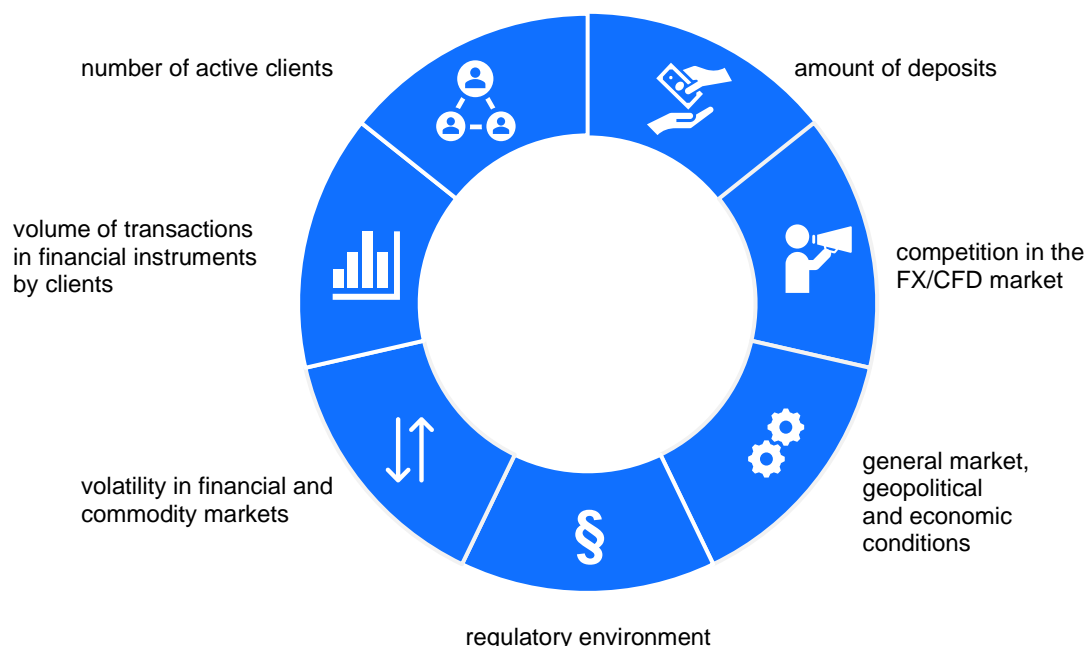 number of active clients
amount of deposits
volume of transactions
in financial instruments
by clients
competition in the
FX/CFD market
volatility in financial and
commodity markets
general market,
geopolitical
and economic
conditions
§
regulatory environment